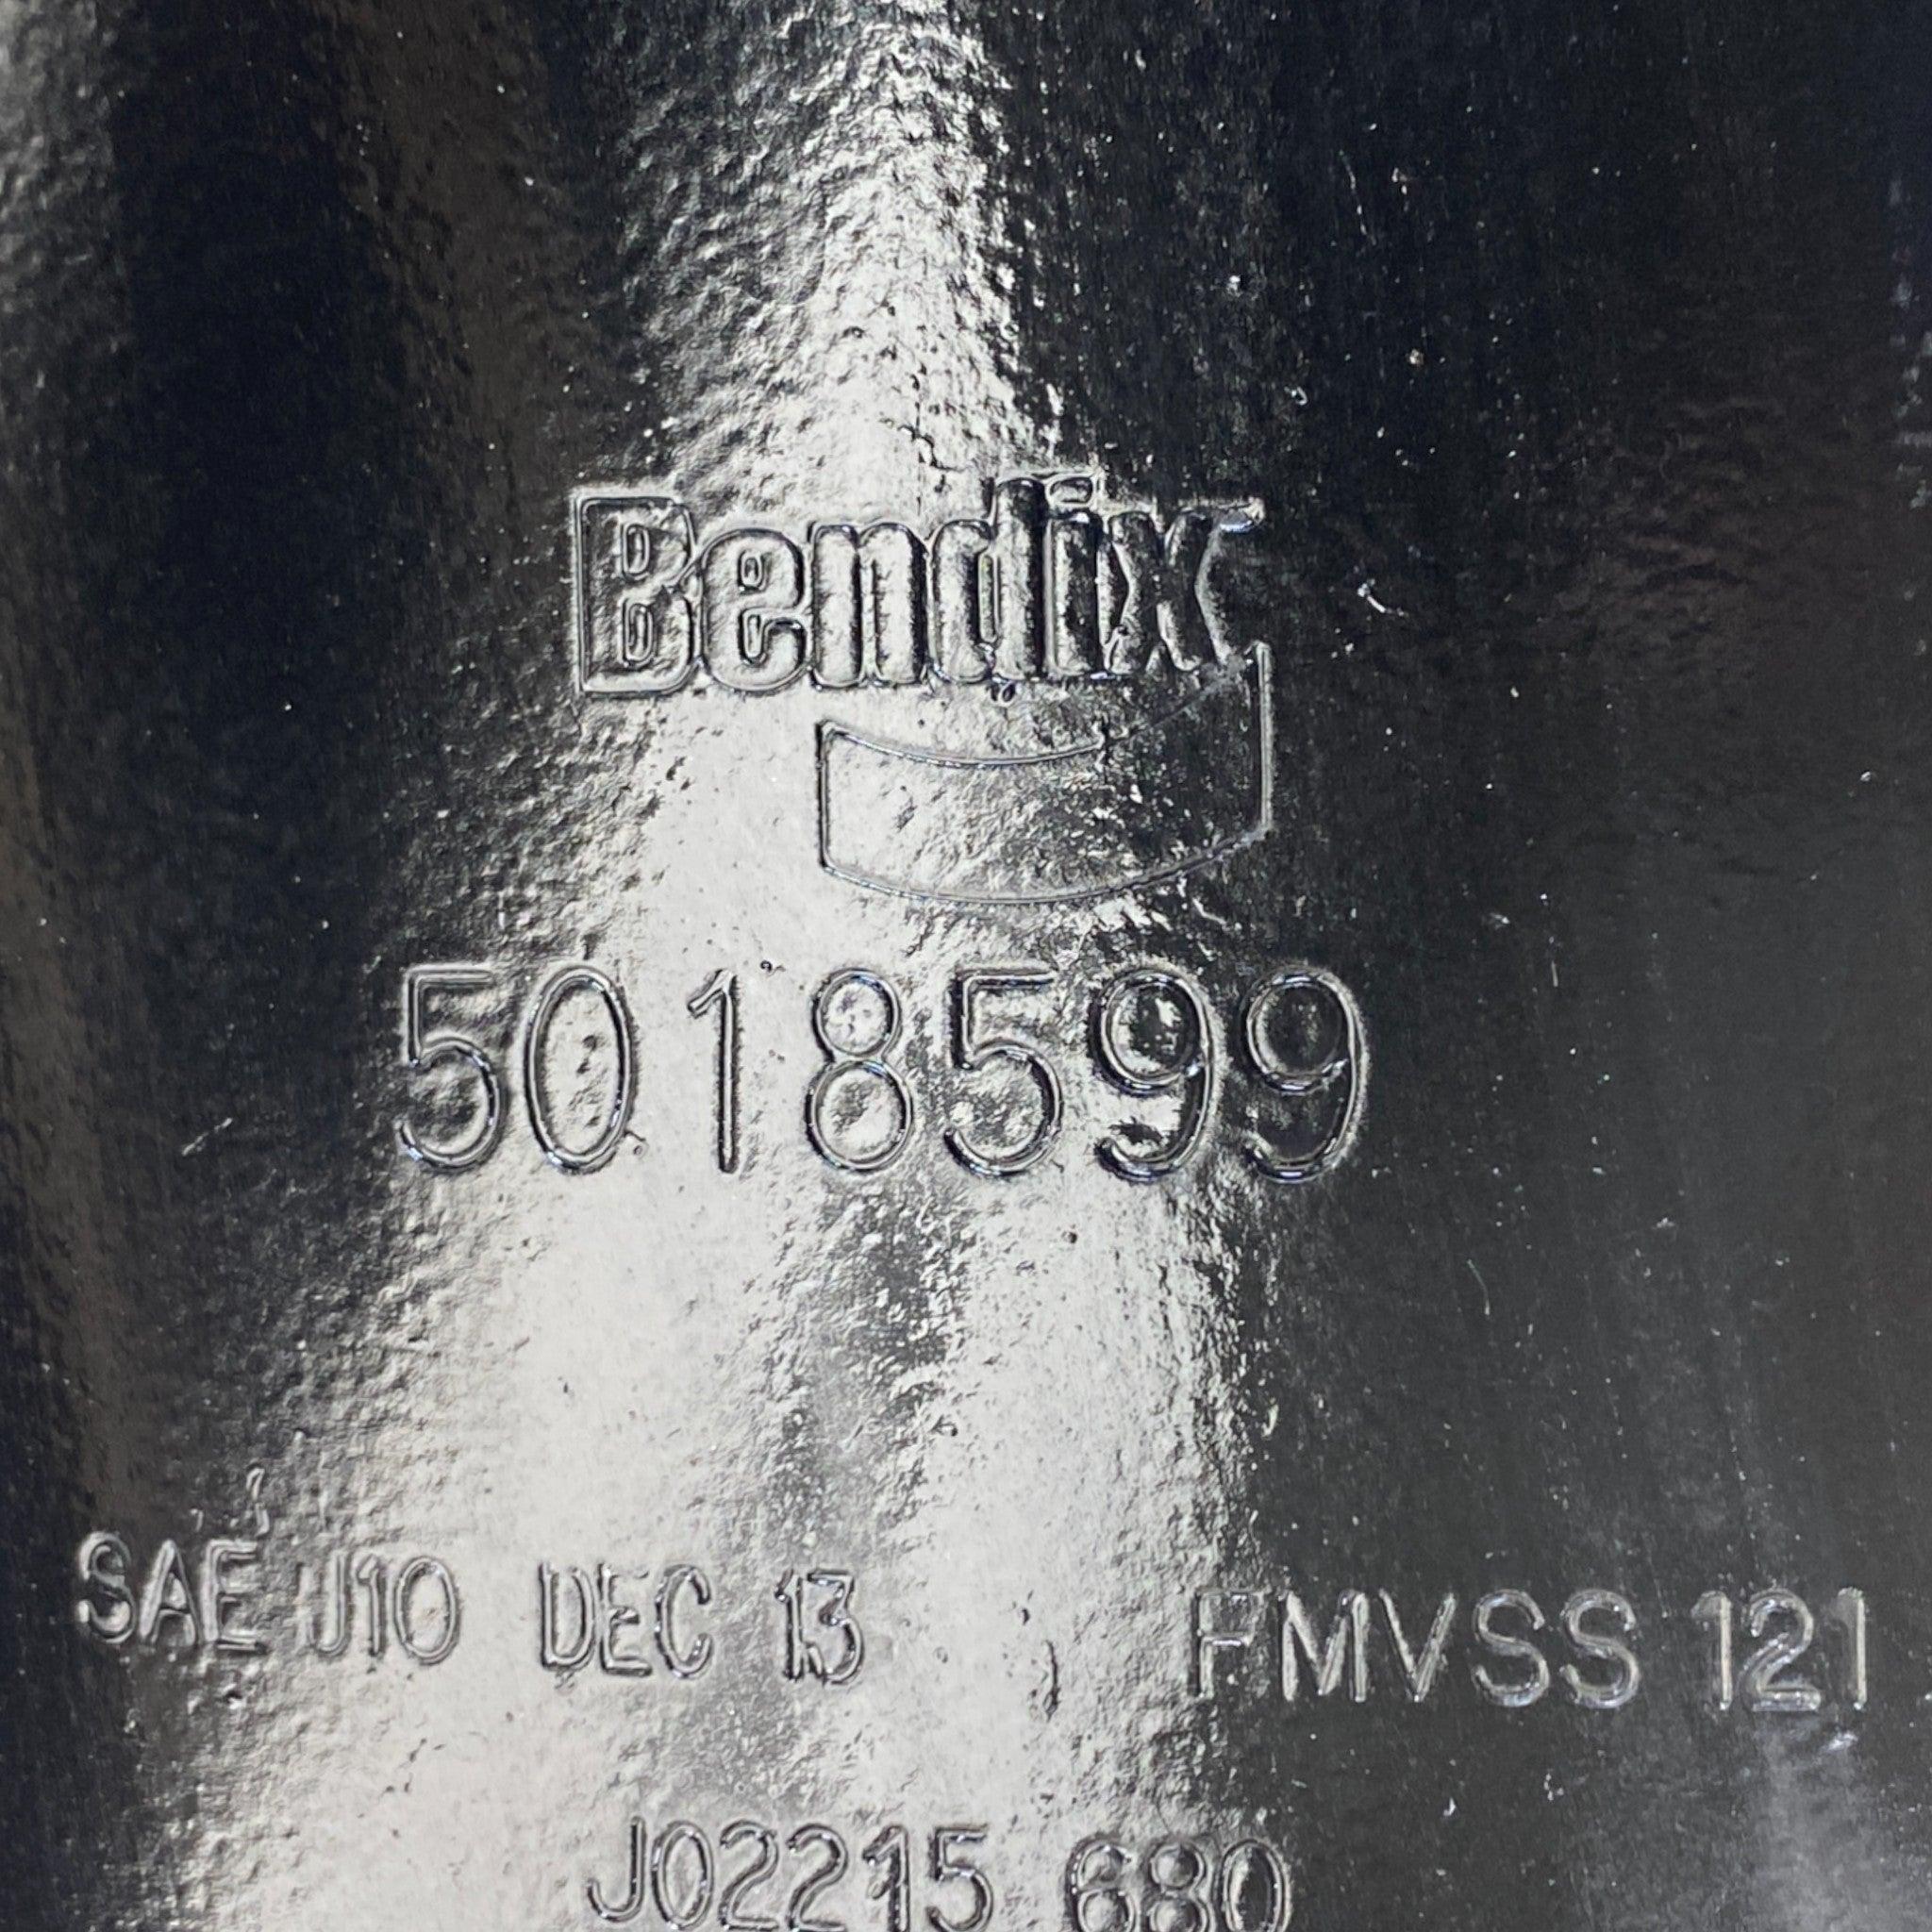 Bendix
5018599
SAE J10 DEC 13 FMVSS 121
J02215 680